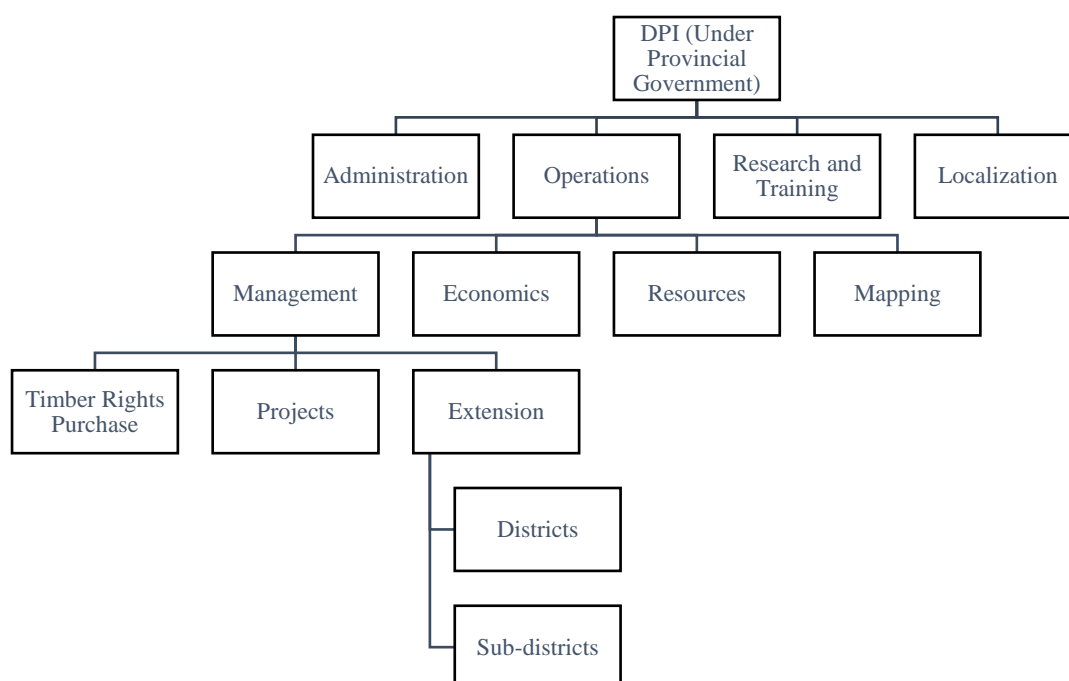 DPI (Under
Provincial
Government)
Administration
Operations
Research and
Training
Localization
Management
Economics
Resources
Mapping
Timber Rights
Purchase
Projects
Extension
Districts
Sub-districts